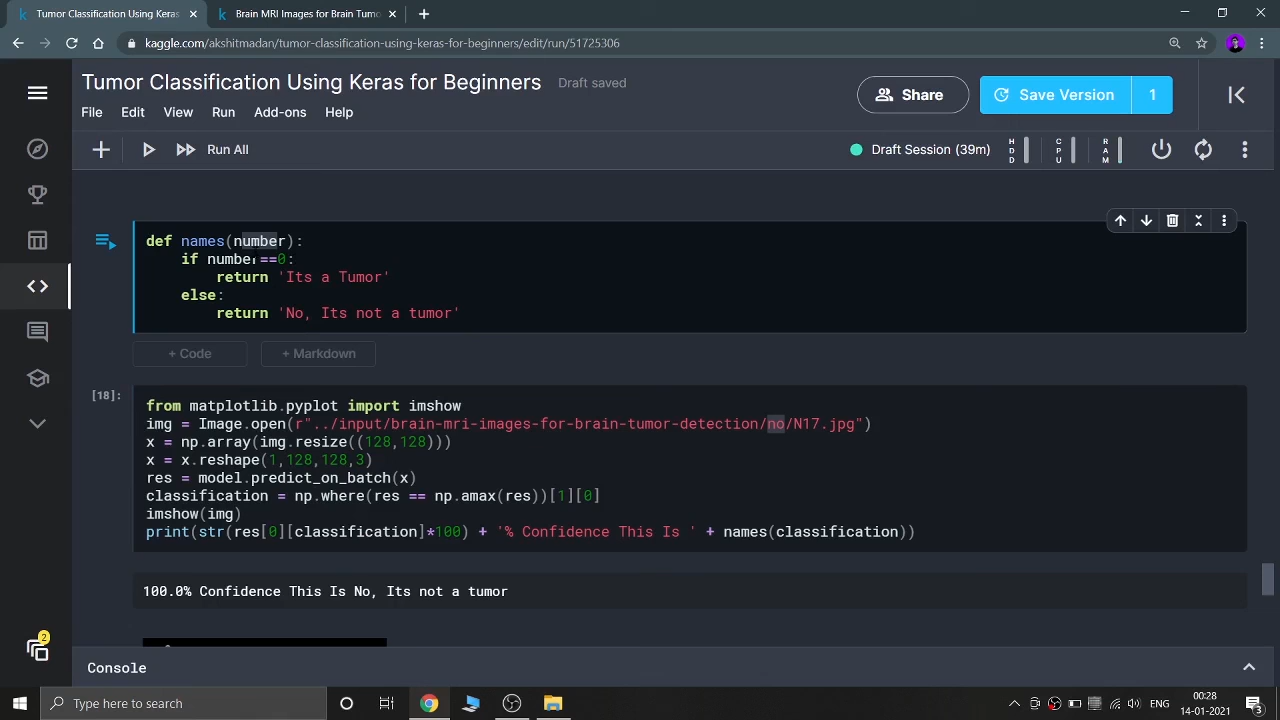 Tumor Classification Using Keras
Brain MRI Images for Brain Tumo
kaggle.com/akshitmadan/tumor-classification-using-keras-for-beginners/edit/run/51725306
Tumor Classification Using Keras for Beginners
Draft saved
Share
Save Version
1
File
Edit
View
Run
Add-ons
Help
Run All
Draft Session (39m)
HDD
CPU
RAM
def names(number):
if number==0:
return 'Its a Tumor'
else:
return 'No, Its not a tumor'
+ Code
+ Markdown
[18]:
from matplotlib.pyplot import imshow
img = Image.open(r"../input/brain-mri-images-for-brain-tumor-detection/no/N17.jpg")
x = np.array(img.resize((128,128)))
x = x.reshape(1,128,128,3)
res = model.predict_on_batch(x)
classification = np.where(res == np.amax(res))[1][0]
imshow(img)
print(str(res[0][classification]*100) + '% Confidence This Is ' + names(classification))
100.0% Confidence This Is No, Its not a tumor
2
Console
Type here to search
ENG
00:28
14-01-2021
3